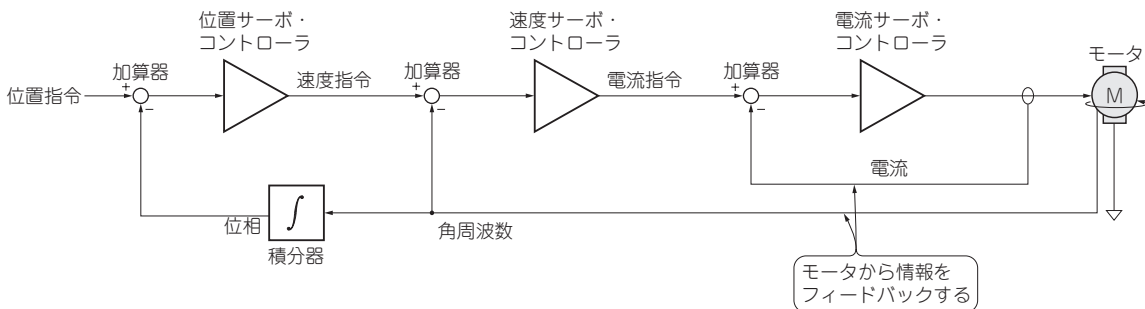 位置サーボ・
コントローラ
速度サーボ・
コントローラ
電流サーボ・
コントローラ
モータ
加算器
速度指令
加算器
電流指令
加算器
位置指令
+
−
+
−
+
−
M
電流
∫
位相
角周波数
積分器
モータから情報を
フィードバックする